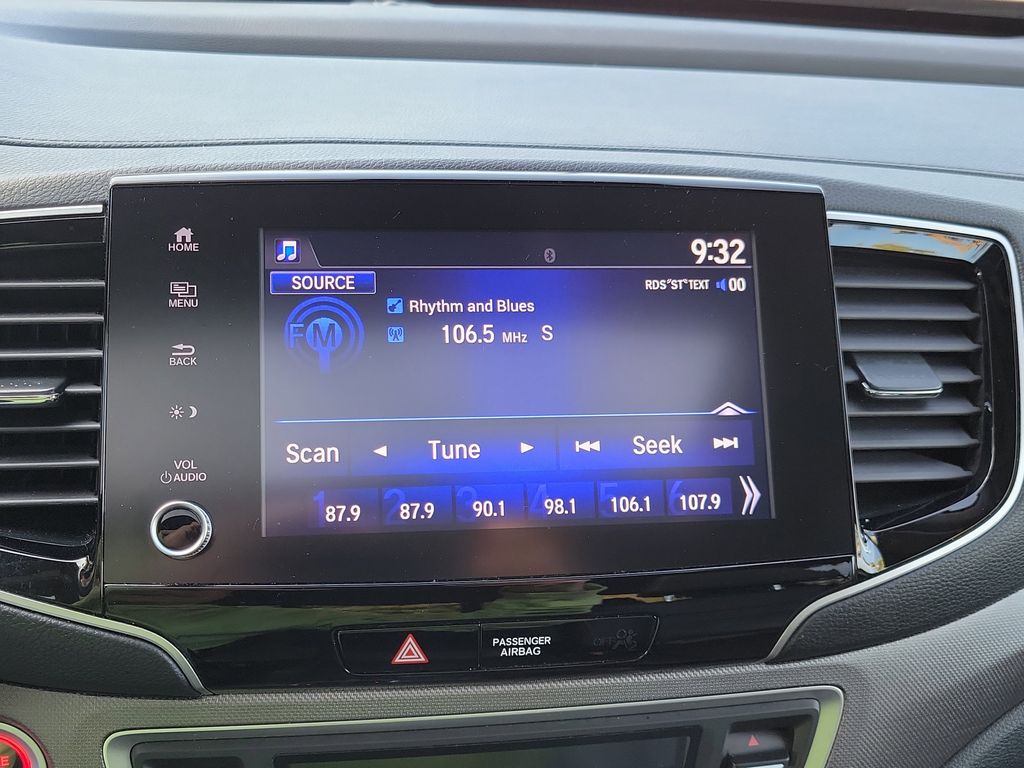 HOME
MENU
BACK
VOL
AUDIO
9:32
SOURCE
RDS ST TEXT 00
FM
Rhythm and Blues
106.5 MHz S
Scan Tune Seek
1 87.9 2 87.9 3 90.1 4 98.1 5 106.1 6 107.9
PASSENGER
AIRBAG
OFF